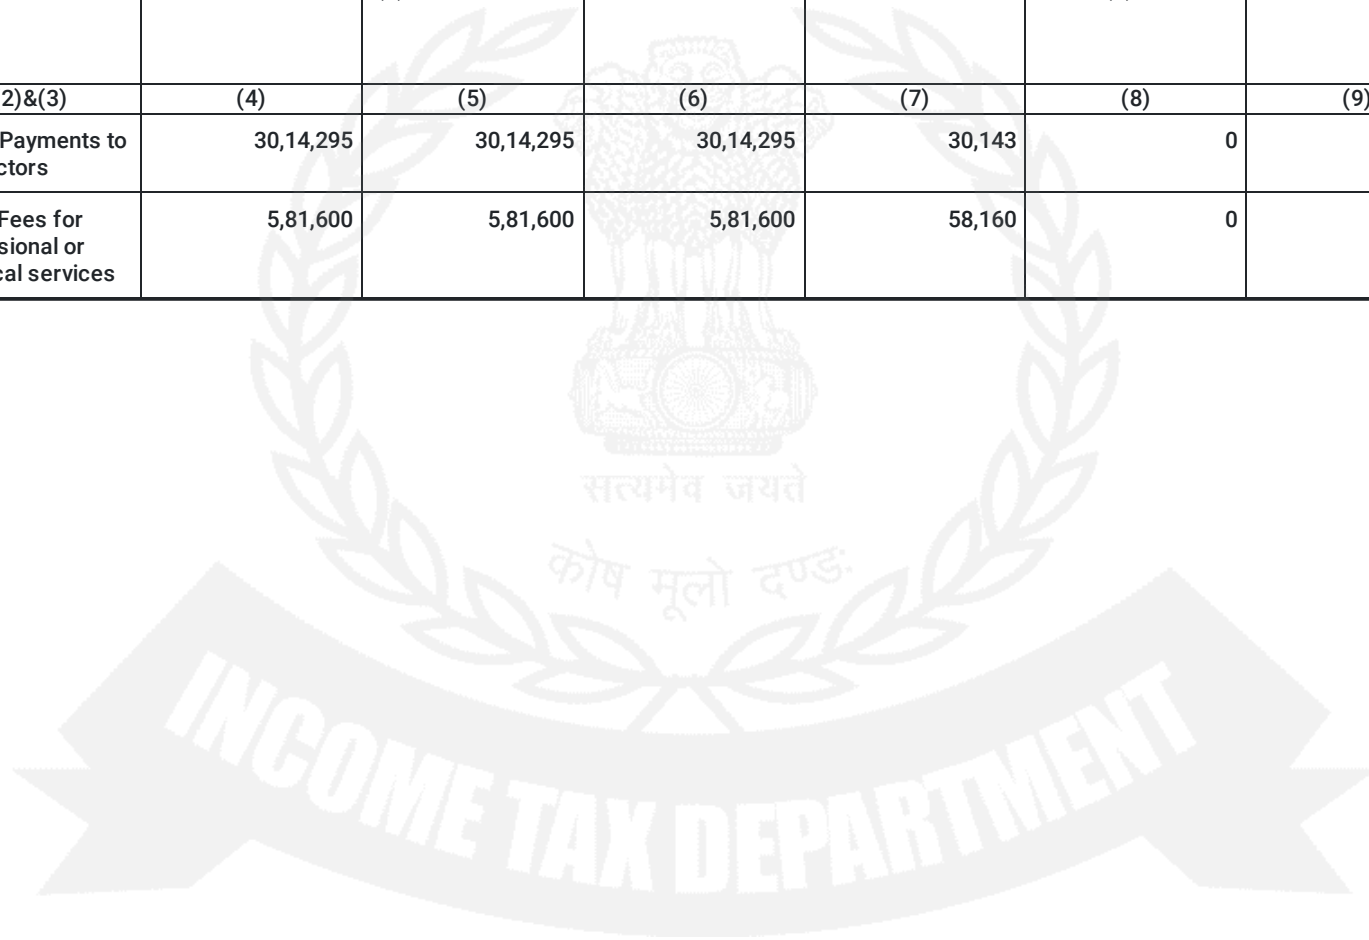 2)&(3) (4) (5) (6) (7) (8) (9)
Payments to 30,14,295 30,14,295 30,14,295 30,143 0
ctors
Fees for 5,81,600 5,81,600 5,81,600 58,160 0
sional or
cal services
सत्यमेव जयते
कोष मूलो दण्डः
INCOME TAX DEPARTMENT